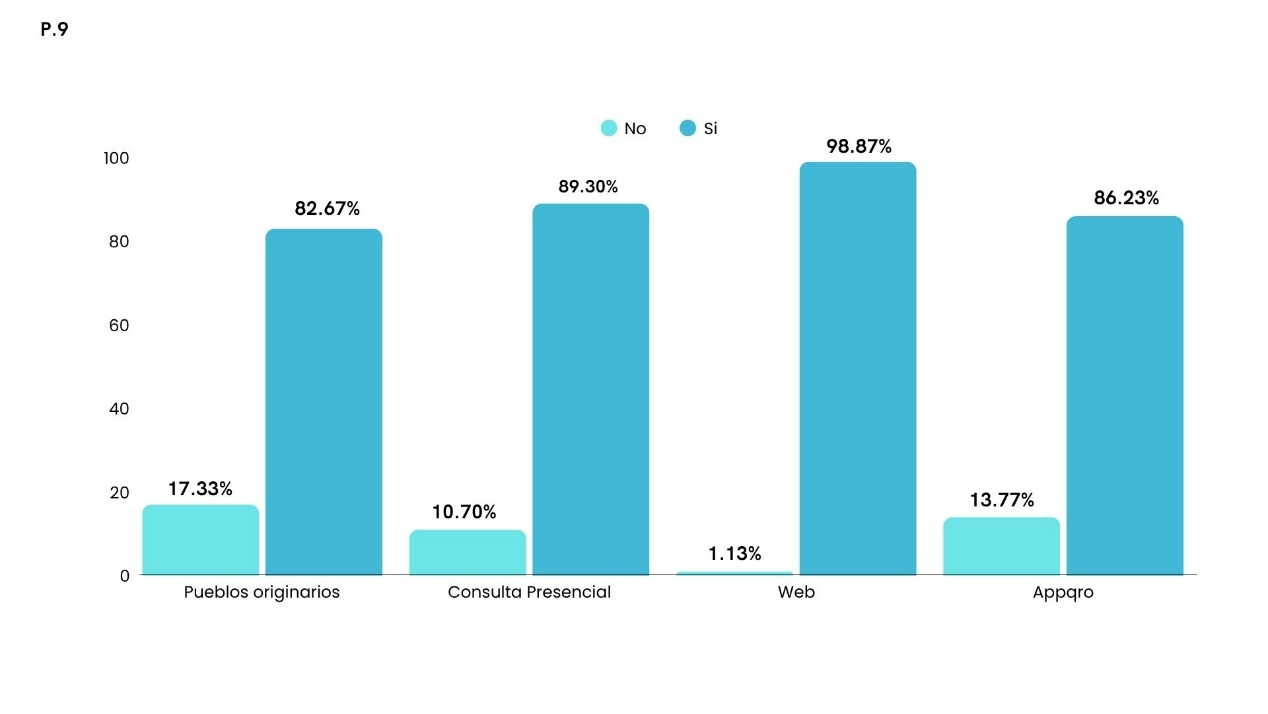 P.9
No Si
100
80
60
40
20
0
17.33%
82.67%
10.70%
89.30%
1.13%
98.87%
13.77%
86.23%
Pueblos originarios
Consulta Presencial
Web
Appqro